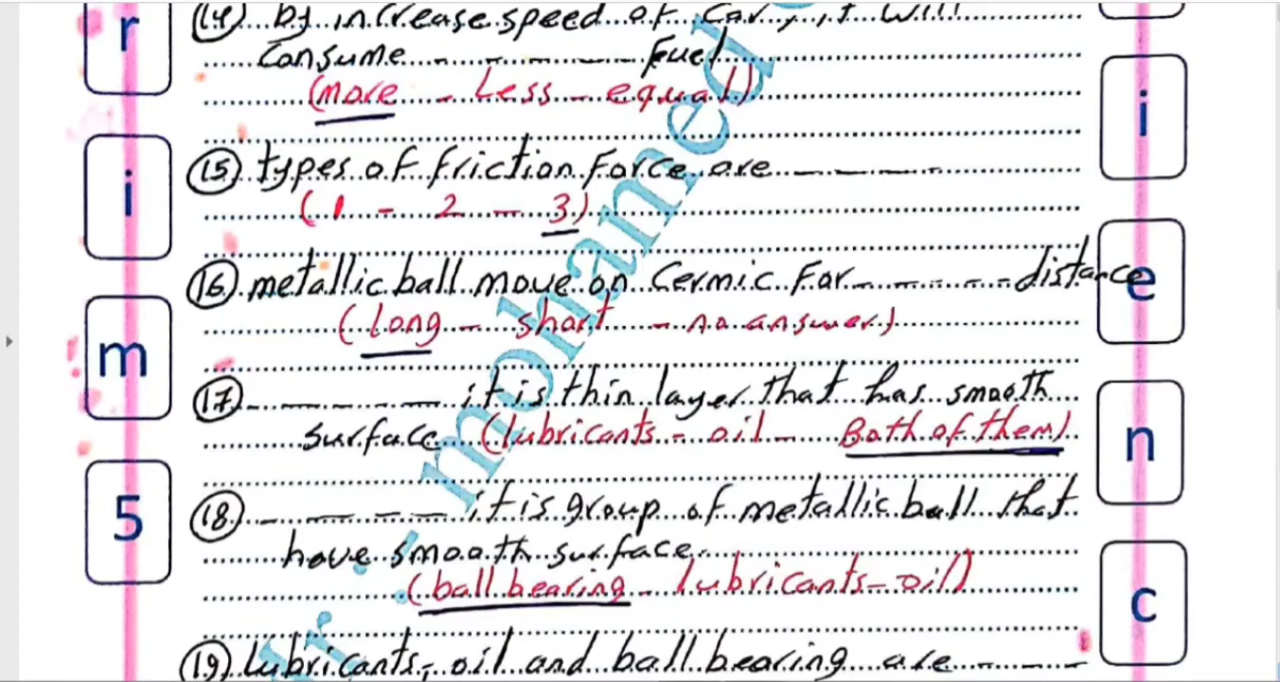 r
i
m
5
(14) by increase speed of car, it will
consume ---- fuel
(more - Less - equal)
(15) types of friction force are ----
(1 - 2 - 3)
(16) metallic ball move on Cermic For ---- distance
(long - short - no answer)
(17) ---- it is thin layer that has smooth
surface (lubricants - oil - Both of them)
(18) ---- it is group of metallic ball that
have smooth surface
(ball bearing - lubricants - oil)
(19) Lubricants, oil and ball bearing are ----
i
e
n
c
r. mohamed